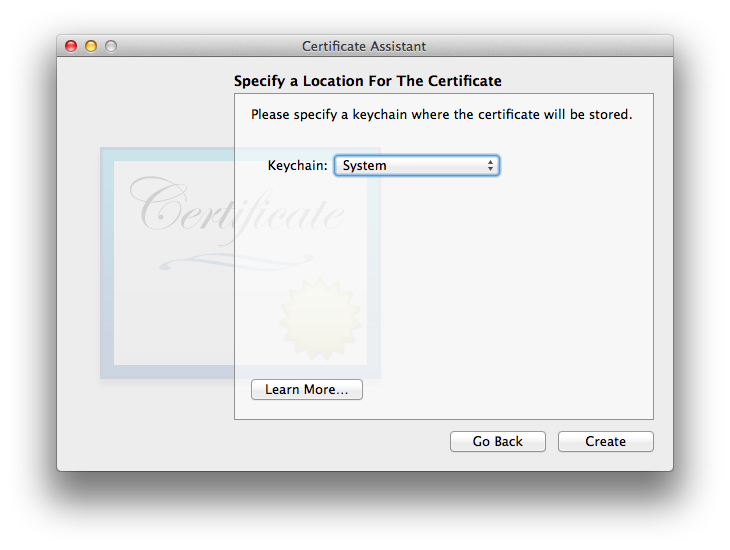 Certificate Assistant
Specify a Location For The Certificate
Please specify a keychain where the certificate will be stored.
Keychain: System
Certificate
Learn More...
Go Back Create